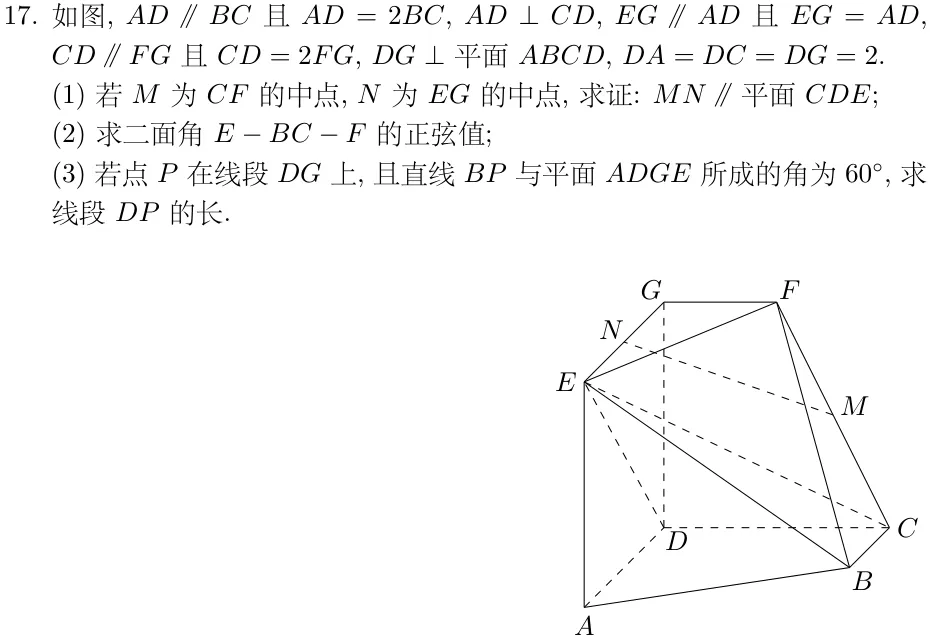 17. 如图, AD ∥ BC 且 AD = 2BC, AD ⊥ CD, EG ∥ AD 且 EG = AD,
CD ∥ FG 且 CD = 2FG, DG ⊥ 平面 ABCD, DA = DC = DG = 2.
(1) 若 M 为 CF 的中点, N 为 EG 的中点, 求证: MN ∥ 平面 CDE;
(2) 求二面角 E − BC − F 的正弦值;
(3) 若点 P 在线段 DG 上, 且直线 BP 与平面 ADGE 所成的角为 60°, 求
线段 DP 的长.
G
F
N
E
M
D
C
B
A